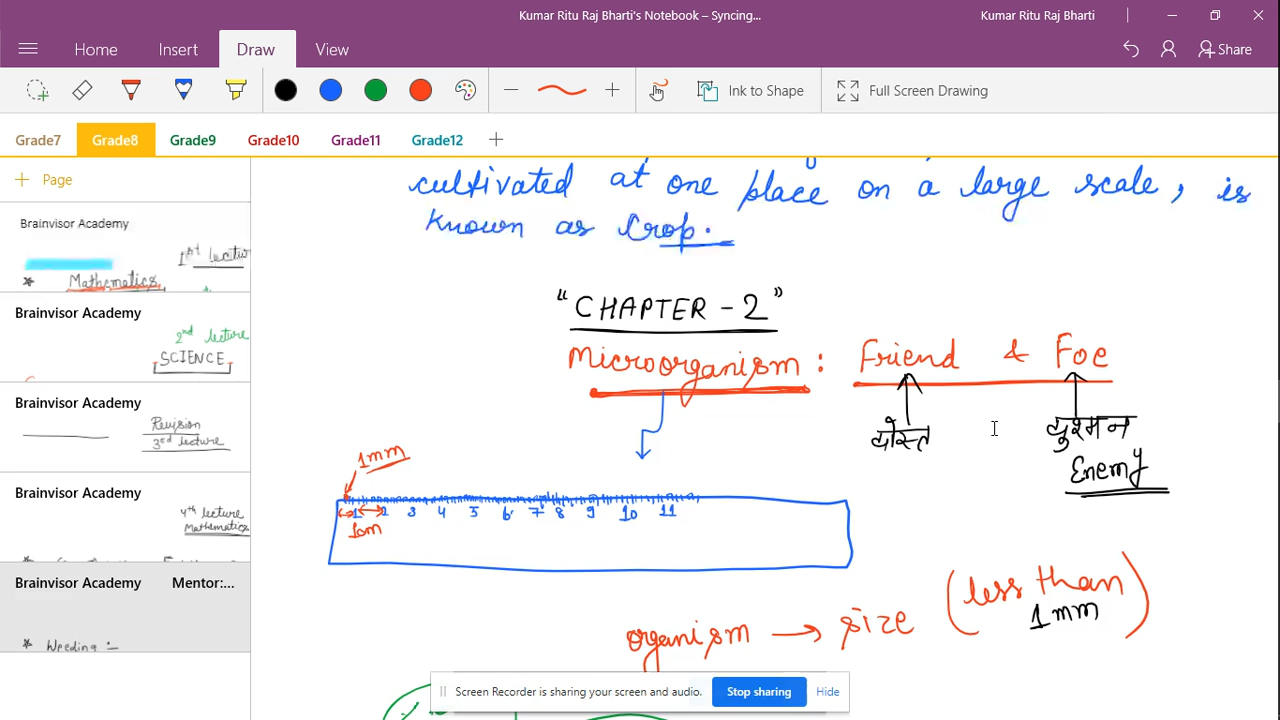 Kumar Ritu Raj Bharti's Notebook – Syncing...
Kumar Ritu Raj Bharti
Home Insert Draw View
Share
Ink to Shape
Full Screen Drawing
Grade7 Grade8 Grade9 Grade10 Grade11 Grade12
Page
Brainvisor Academy
1st lecture
Mathematics
Brainvisor Academy
2nd lecture
SCIENCE
Brainvisor Academy
Revision
3rd lecture
Brainvisor Academy
4th lecture
Mathematics
Brainvisor Academy Mentor:...
* Weeding :-
cultivated at one place on a large scale, is
known as Crop.
"CHAPTER - 2"
Microorganism : Friend & Foe
दोस्त
दुश्मन
Enemy
1mm
1 2 3 4 5 6 7 8 9 10 11
1cm
organism → size (less than
1mm)
Screen Recorder is sharing your screen and audio. Stop sharing Hide